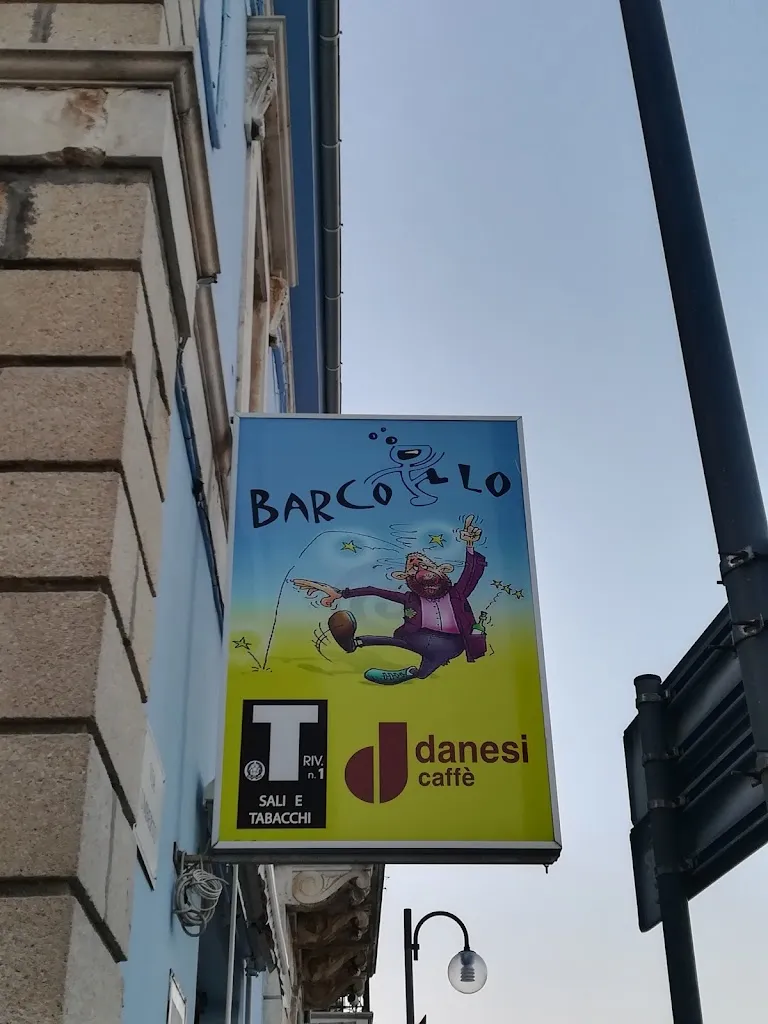 BARCOLLO
T
RIV.
n.1
SALI E
TABACCHI
d
danesi
caffè